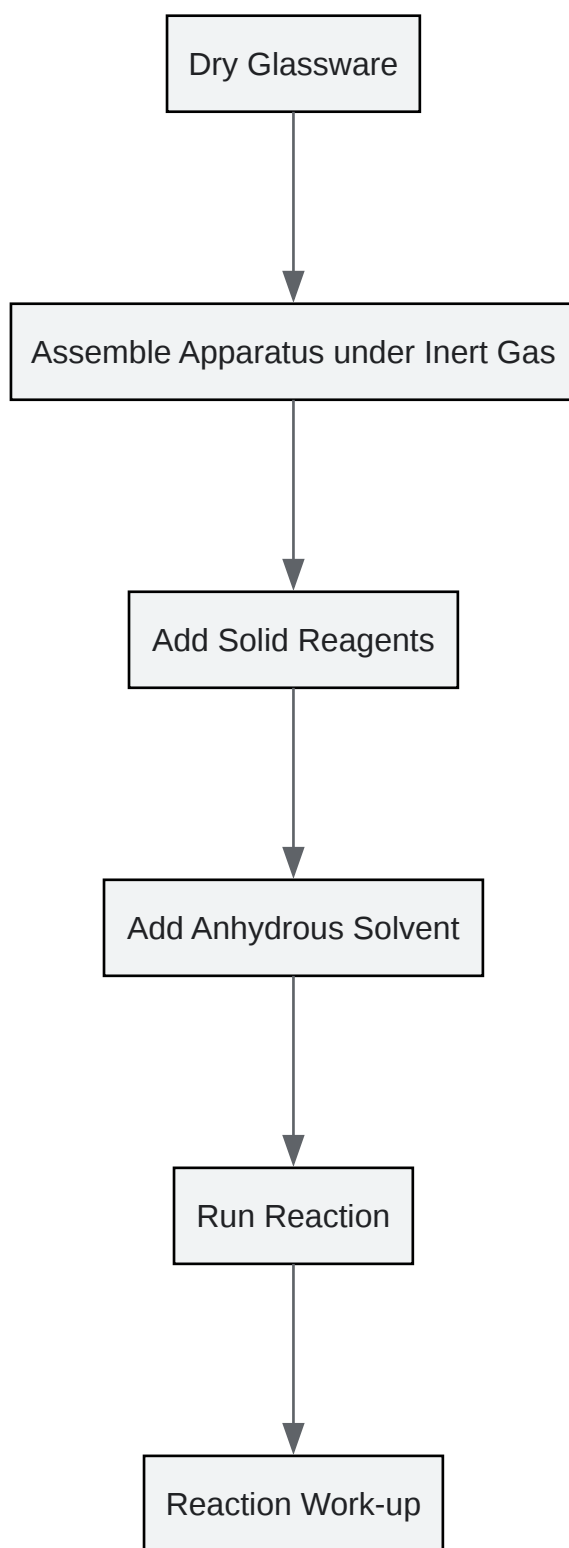 Dry Glassware
Assemble Apparatus under Inert Gas
Add Solid Reagents
Add Anhydrous Solvent
Run Reaction
Reaction Work-up